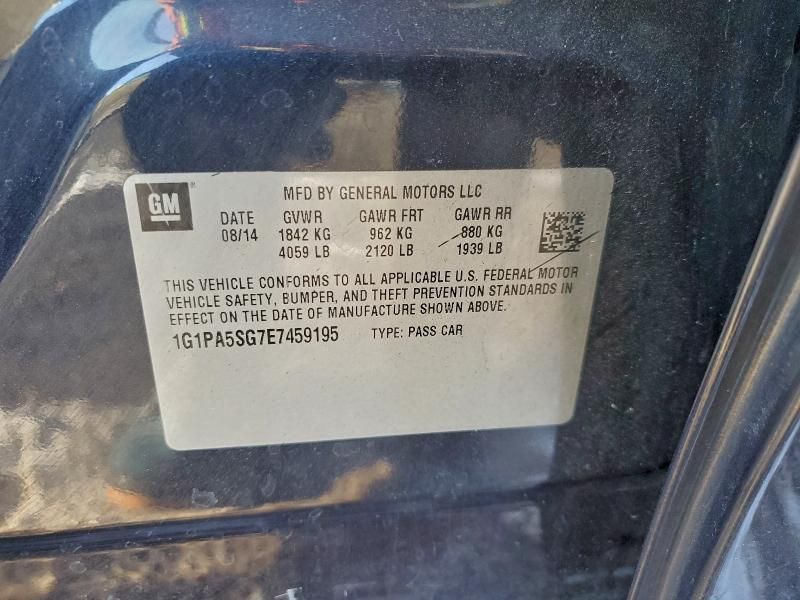 GM
MFD BY GENERAL MOTORS LLC
DATE GVWR GAWR FRT GAWR RR
08/14 1842 KG 962 KG 880 KG
4059 LB 2120 LB 1939 LB
THIS VEHICLE CONFORMS TO ALL APPLICABLE U.S. FEDERAL MOTOR
VEHICLE SAFETY, BUMPER, AND THEFT PREVENTION STANDARDS IN
EFFECT ON THE DATE OF MANUFACTURE SHOWN ABOVE.
1G1PA5SG7E7459195 TYPE: PASS CAR